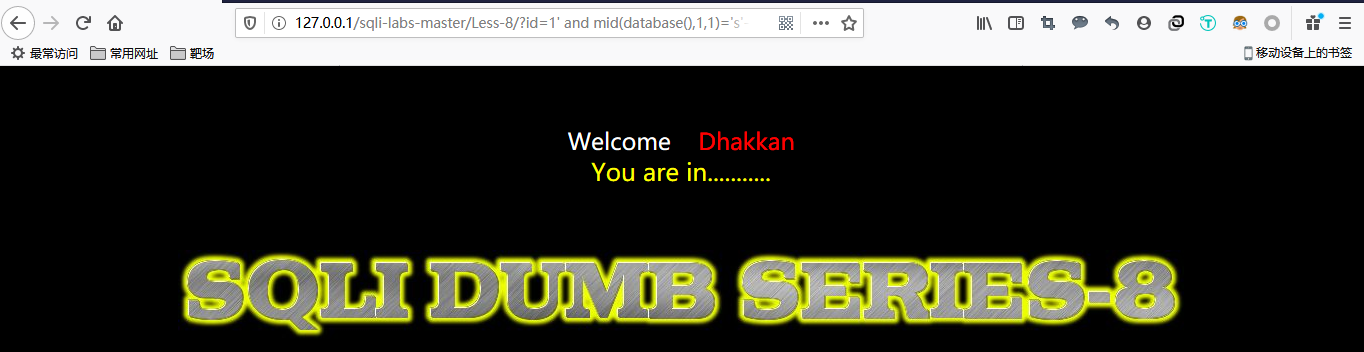 127.0.0.1/sqli-labs-master/Less-8/?id=1' and mid(database(),1,1)='s'-
最常访问 常用网址 靶场 移动设备上的书签
Welcome Dhakkan
You are in...........
SQLI DUMB SERIES-8